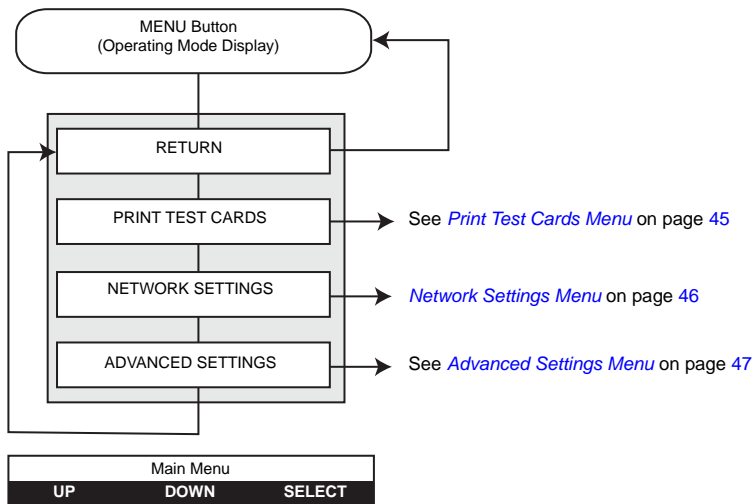 MENU Button
(Operating Mode Display)
RETURN
PRINT TEST CARDS
See Print Test Cards Menu on page 45
NETWORK SETTINGS
Network Settings Menu on page 46
ADVANCED SETTINGS
See Advanced Settings Menu on page 47
Main Menu
UP DOWN SELECT